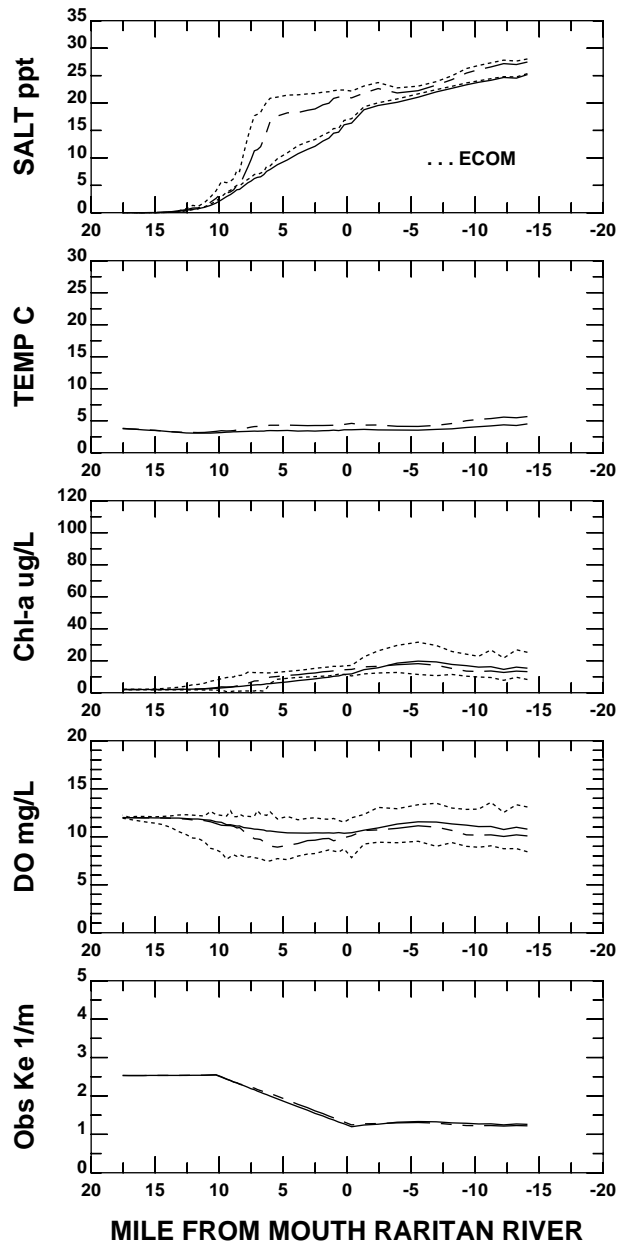 SALT ppt
35
30
25
20
15
10
5
0
. . . ECOM
20 15 10 5 0 -5 -10 -15 -20
TEMP C
30
25
20
15
10
5
0
20 15 10 5 0 -5 -10 -15 -20
Chl-a ug/L
120
100
80
60
40
20
0
20 15 10 5 0 -5 -10 -15 -20
DO mg/L
20
15
10
5
0
20 15 10 5 0 -5 -10 -15 -20
Obs Ke 1/m
5
4
3
2
1
0
20 15 10 5 0 -5 -10 -15 -20
MILE FROM MOUTH RARITAN RIVER